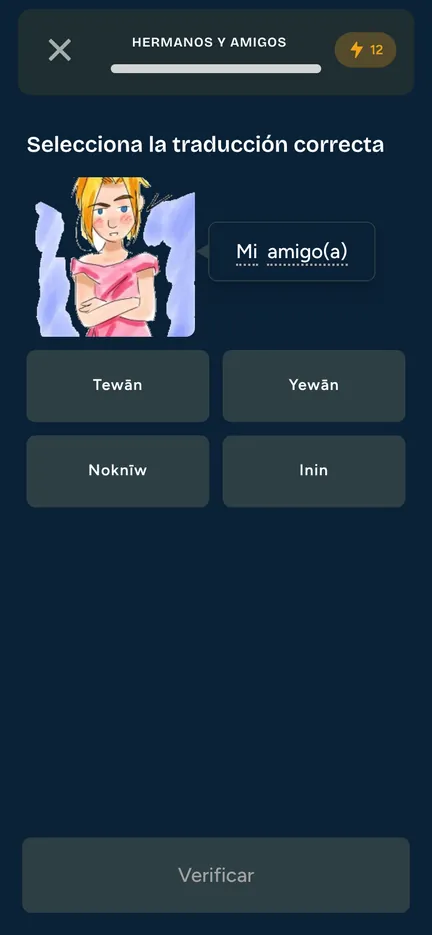 HERMANOS Y AMIGOS
12
Selecciona la traducción correcta
Mi amigo(a)
Tewān
Yewān
Noknīw
Inin
Verificar